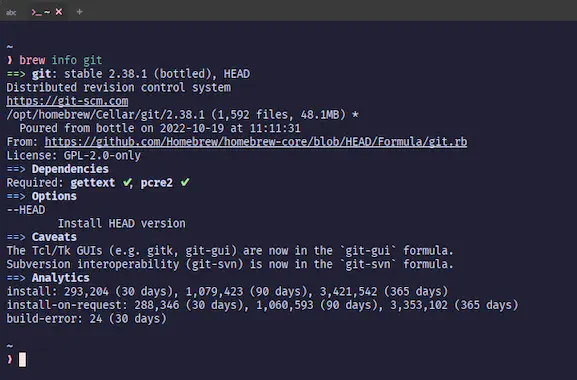 abc >_ ~ × +
~
❯ brew info git
==> git: stable 2.38.1 (bottled), HEAD
Distributed revision control system
https://git-scm.com
/opt/homebrew/Cellar/git/2.38.1 (1,592 files, 48.1MB) *
  Poured from bottle on 2022-10-19 at 11:11:31
From: https://github.com/Homebrew/homebrew-core/blob/HEAD/Formula/git.rb
License: GPL-2.0-only
==> Dependencies
Required: gettext ✔, pcre2 ✔
==> Options
--HEAD
        Install HEAD version
==> Caveats
The Tcl/Tk GUIs (e.g. gitk, git-gui) are now in the `git-gui` formula.
Subversion interoperability (git-svn) is now in the `git-svn` formula.
==> Analytics
install: 293,204 (30 days), 1,079,423 (90 days), 3,421,542 (365 days)
install-on-request: 288,346 (30 days), 1,060,593 (90 days), 3,353,102 (365 days)
build-error: 24 (30 days)
~
❯